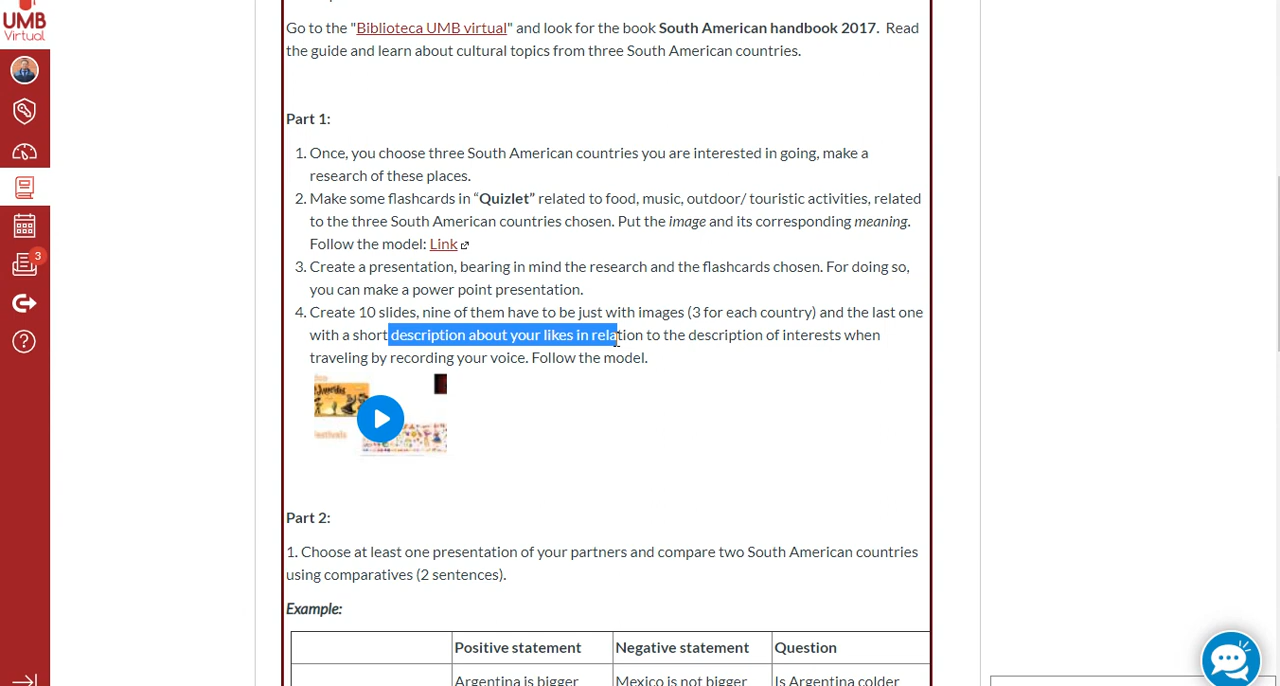 UMB
Virtual
Go to the "Biblioteca UMB virtual" and look for the book South American handbook 2017. Read
the guide and learn about cultural topics from three South American countries.
Part 1:
1. Once, you choose three South American countries you are interested in going, make a
research of these places.
2. Make some flashcards in “Quizlet” related to food, music, outdoor/ touristic activities, related
to the three South American countries chosen. Put the image and its corresponding meaning.
Follow the model: Link
3. Create a presentation, bearing in mind the research and the flashcards chosen. For doing so,
you can make a power point presentation.
3
4. Create 10 slides, nine of them have to be just with images (3 for each country) and the last one
with a short description about your likes in relation to the description of interests when
traveling by recording your voice. Follow the model.
festivals
Part 2:
1. Choose at least one presentation of your partners and compare two South American countries
using comparatives (2 sentences).
Example:
Positive statement
Negative statement
Question
Argentina is bigger
Mexico is not bigger
Is Argentina colder